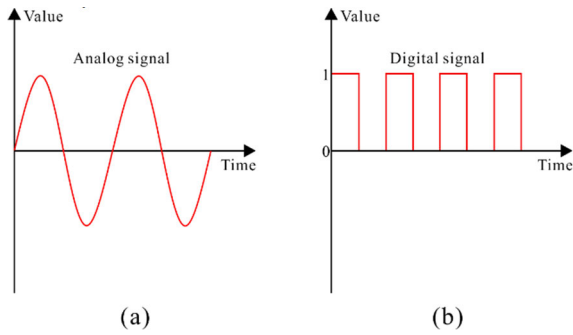 Value
Analog signal
Time
(a)
Value
Digital signal
1
0
Time
(b)